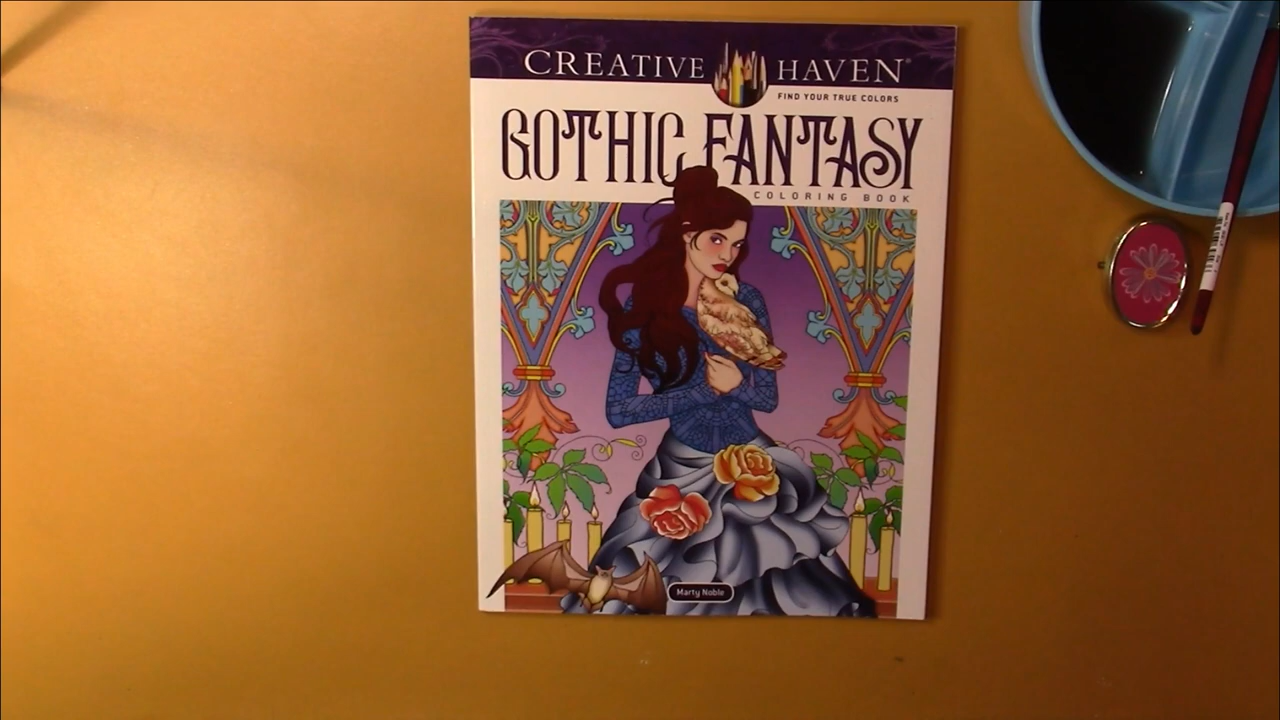 CREATIVE HAVEN®
FIND YOUR TRUE COLORS
GOTHIC FANTASY
COLORING BOOK
Marty Noble